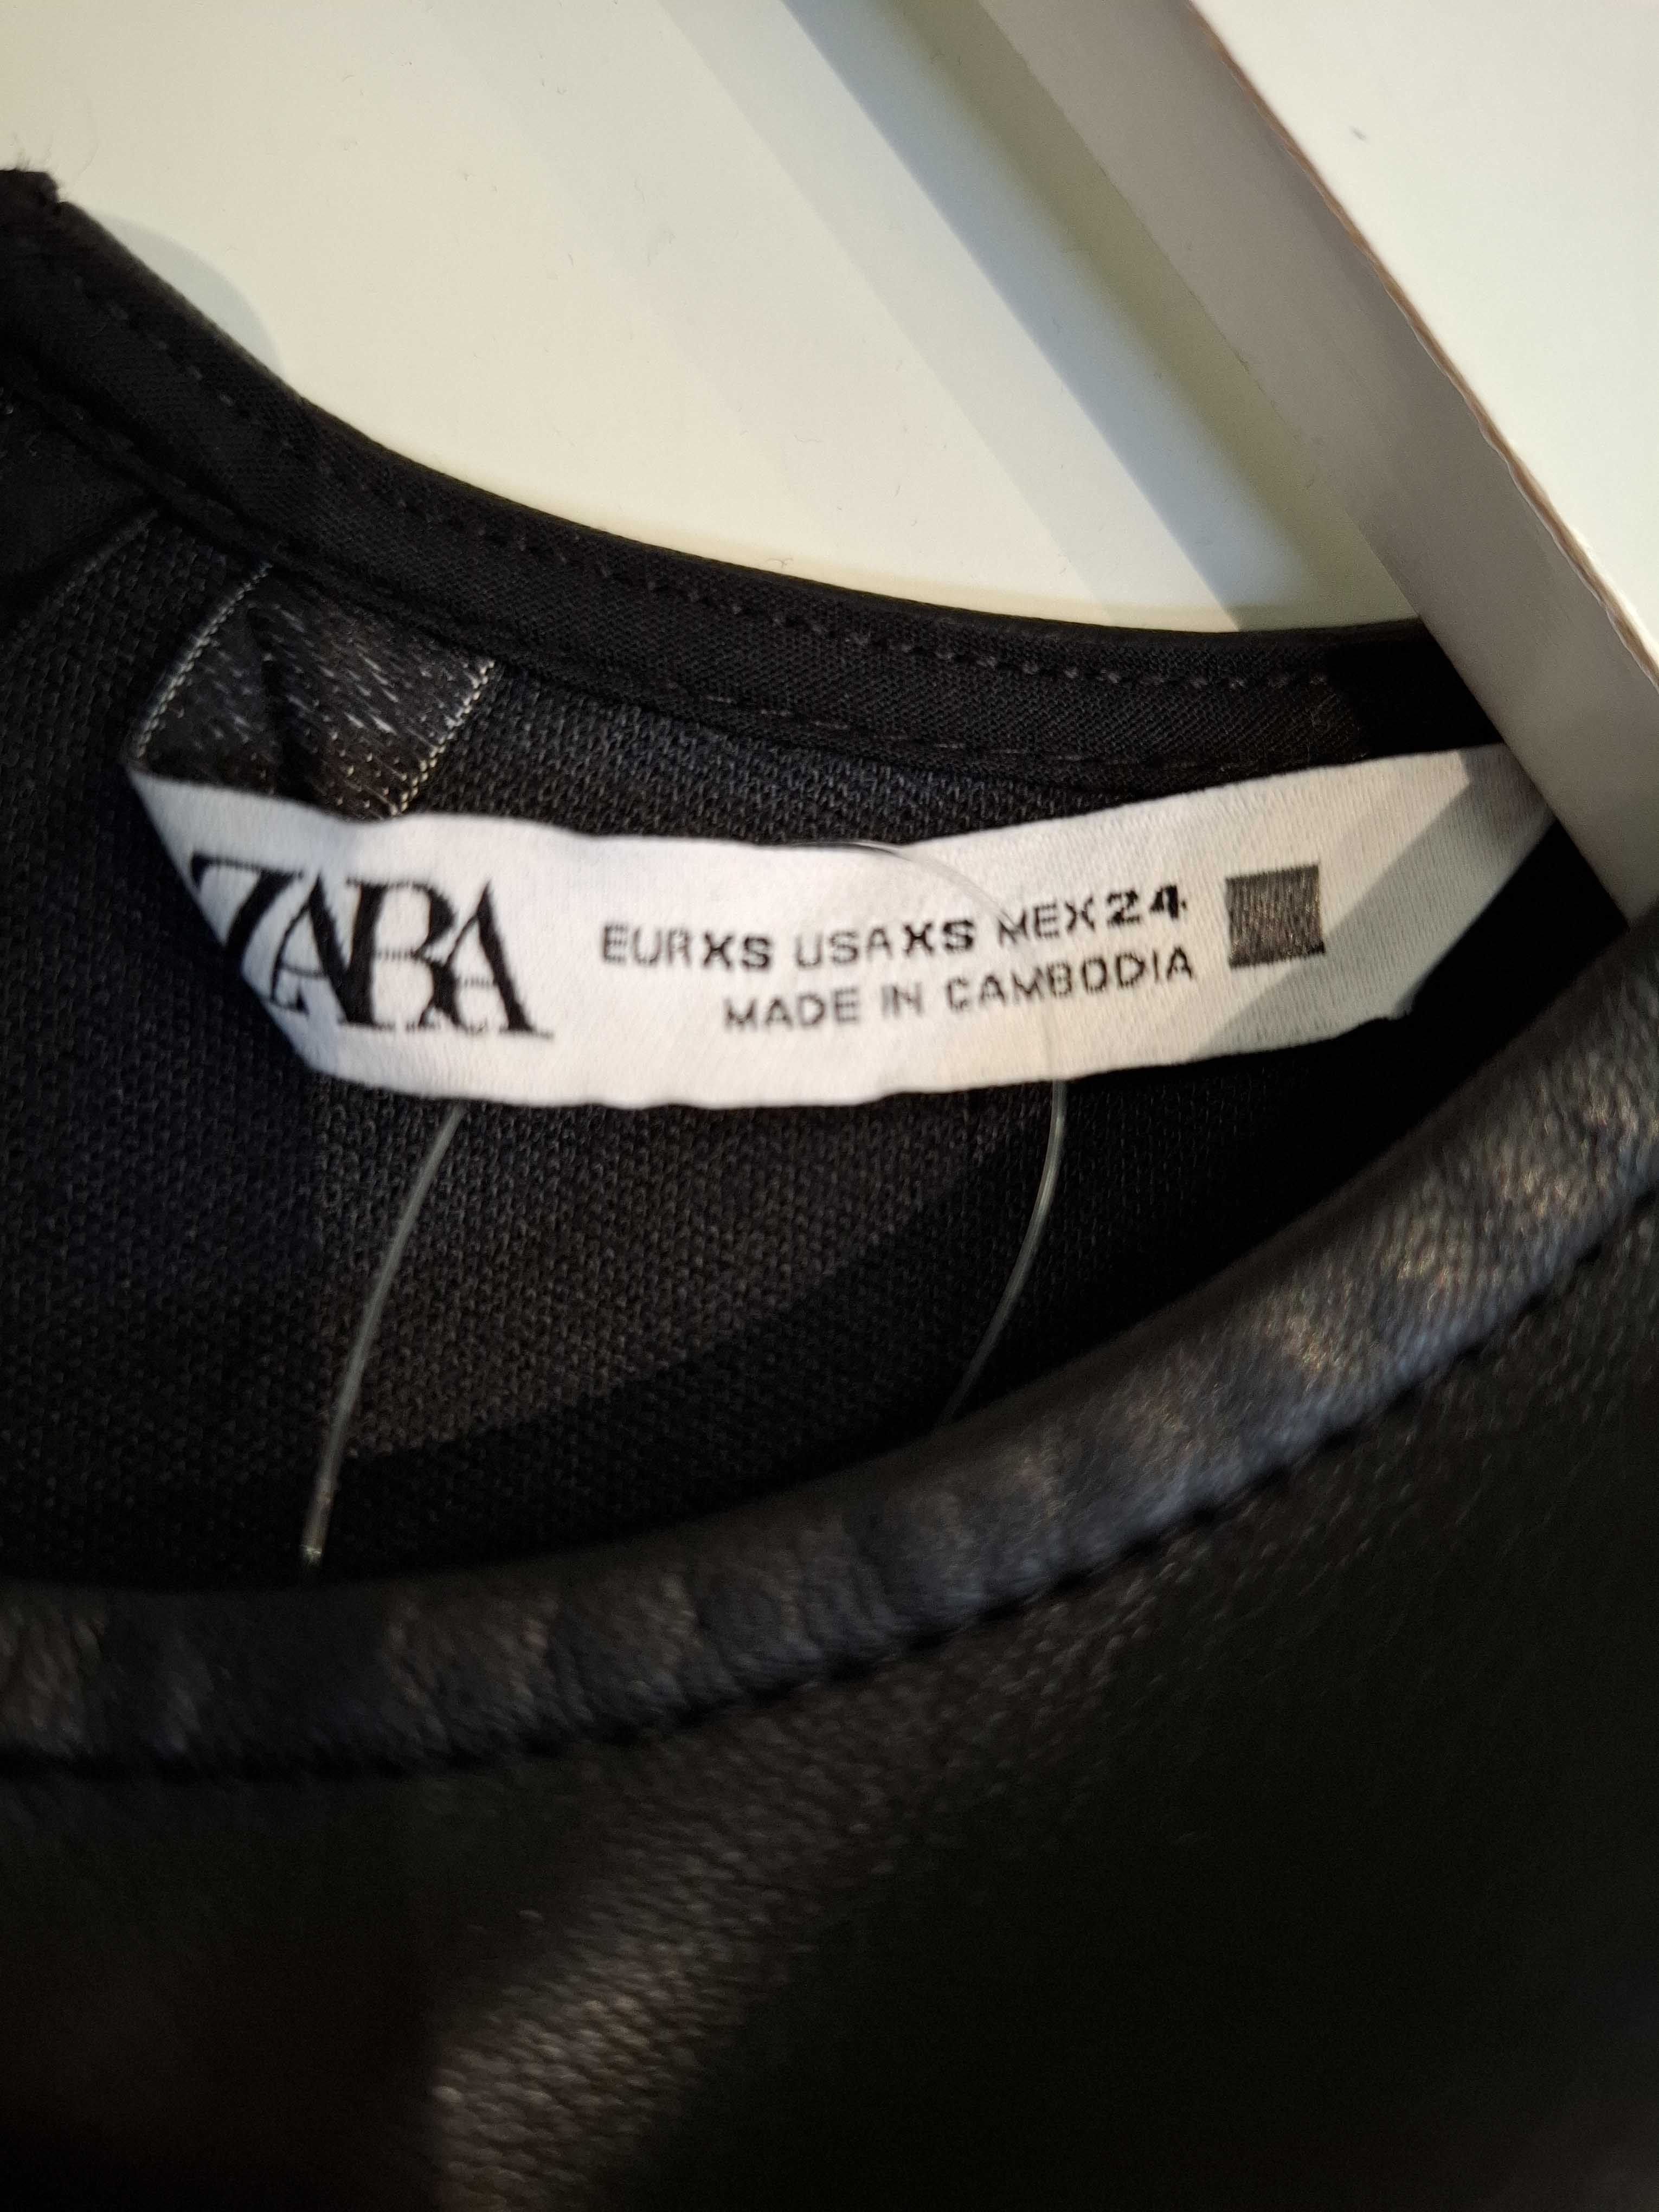 ZARA
EUR XS USA XS MEX 24
MADE IN CAMBODIA